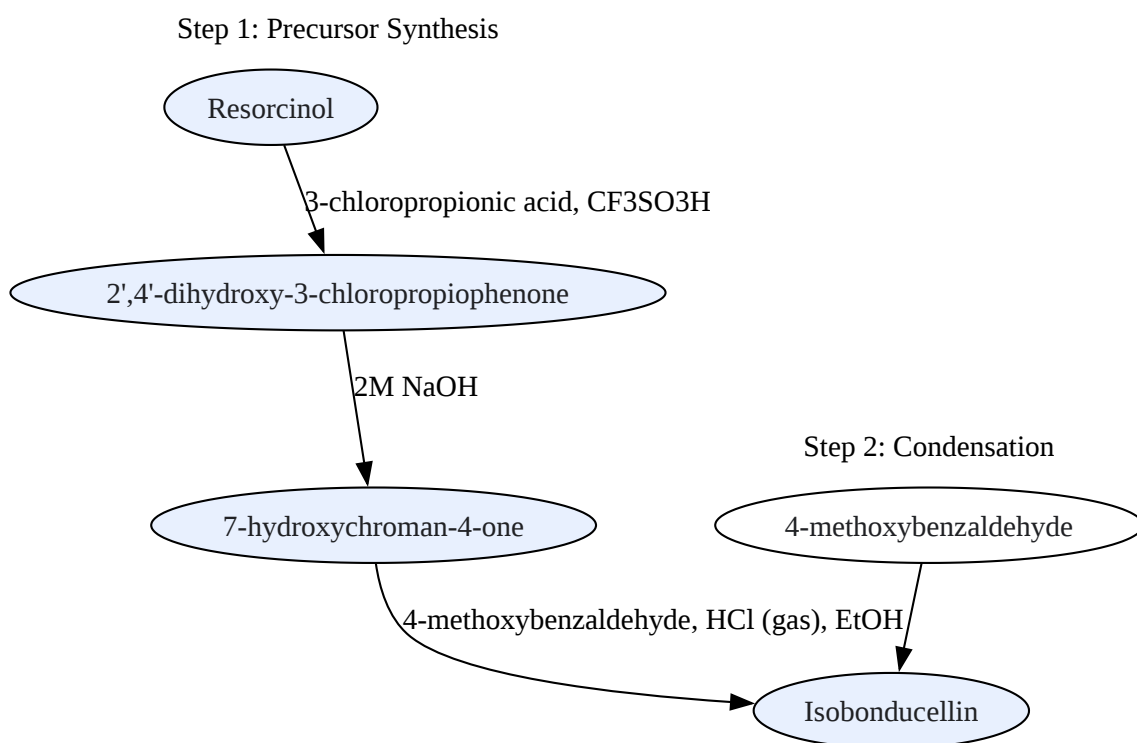 Step 1: Precursor Synthesis
Resorcinol
3-chloropropionic acid, CF3SO3H
2',4'-dihydroxy-3-chloropropiophenone
2M NaOH
Step 2: Condensation
7-hydroxychroman-4-one
4-methoxybenzaldehyde
4-methoxybenzaldehyde, HCl (gas), EtOH
Isobonducellin